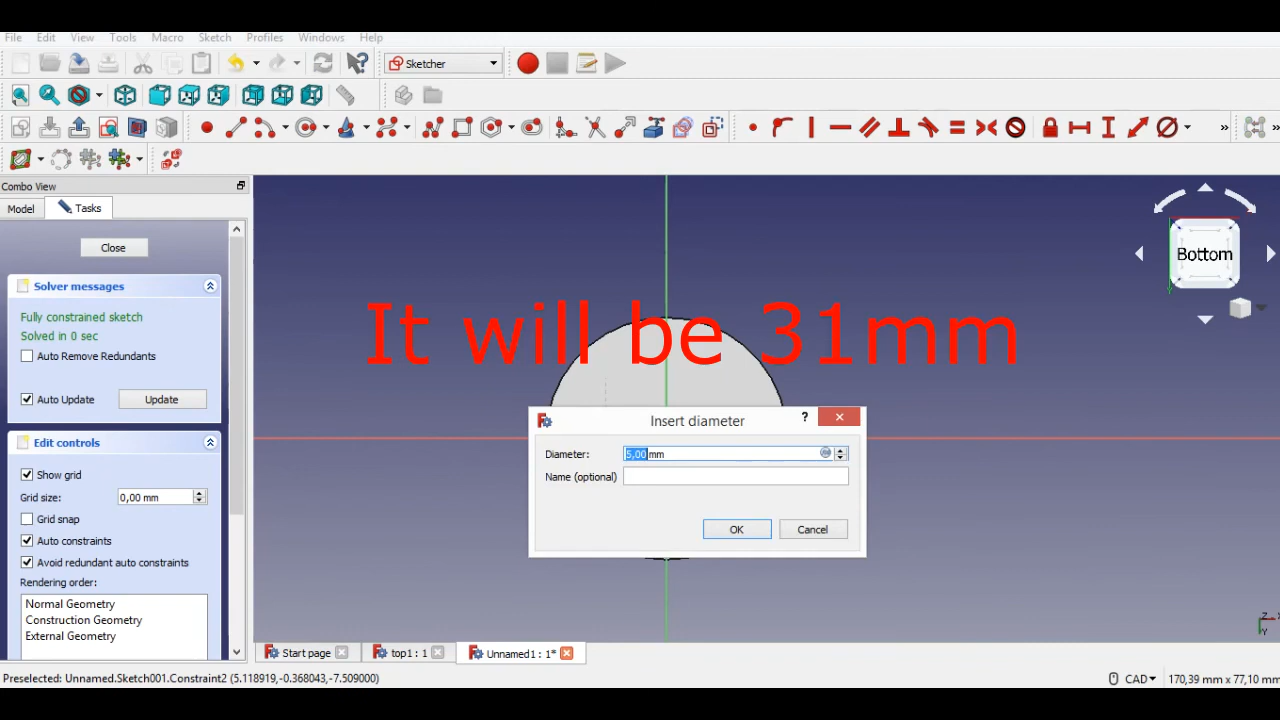 File Edit View Tools Macro Sketch Profiles Windows Help
Sketcher
Combo View
Model Tasks
Close
Bottom
Solver messages
Fully constrained sketch
Solved in 0 sec
Auto Remove Redundants
Auto Update Update
It will be 31mm
Insert diameter
?
Diameter: 5,00 mm
Name (optional)
OK Cancel
Edit controls
Show grid
Grid size: 0,00 mm
Grid snap
Auto constraints
Avoid redundant auto constraints
Rendering order:
Normal Geometry
Construction Geometry
External Geometry
Z X
Y
Start page top1 : 1 Unnamed1 : 1*
Preselected: Unnamed.Sketch001.Constraint2 (5.118919,-0.368043,-7.509000) CAD 170,39 mm x 77,10 mm